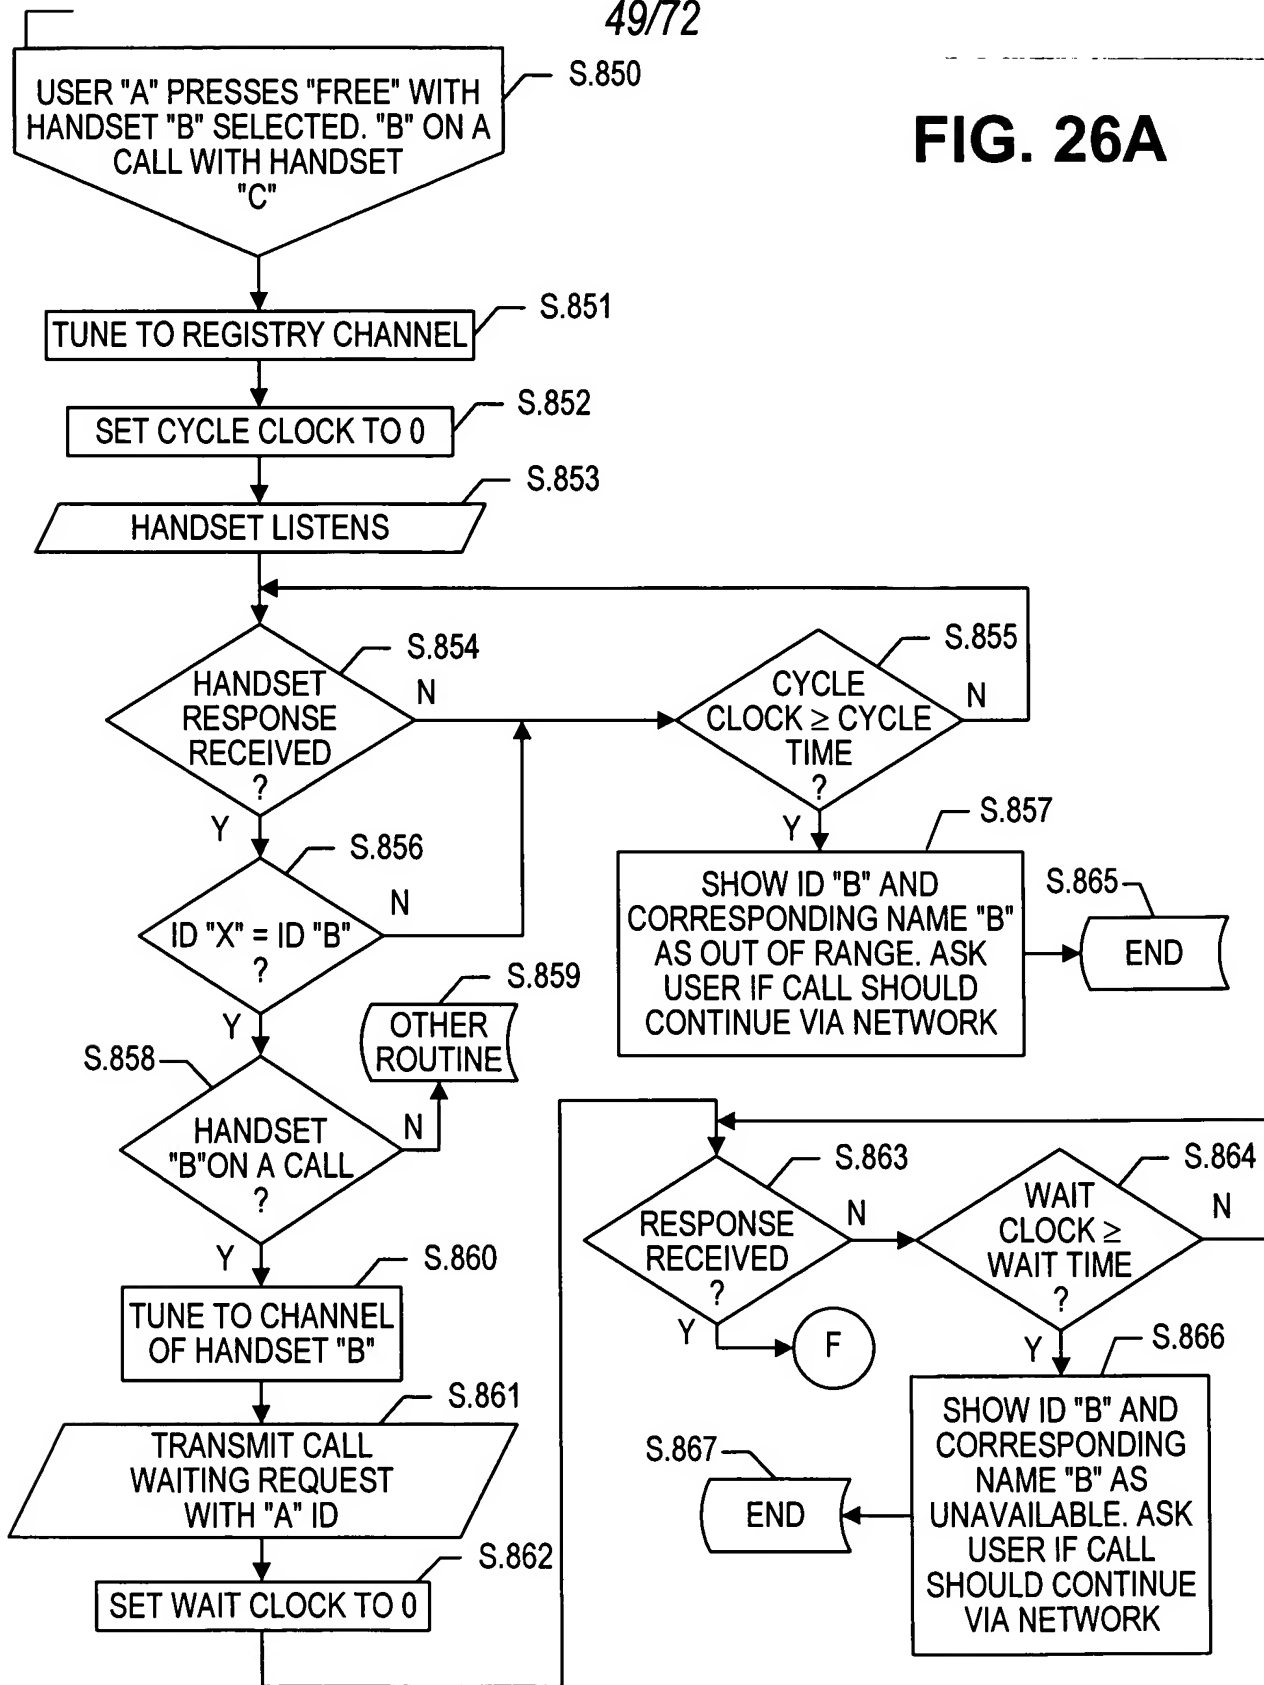 49/72
FIG. 26A
USER "A" PRESSES "FREE" WITH
HANDSET "B" SELECTED. "B" ON A
CALL WITH HANDSET
"C"
S.850
TUNE TO REGISTRY CHANNEL
S.851
SET CYCLE CLOCK TO 0
S.852
HANDSET LISTENS
S.853
HANDSET
RESPONSE
RECEIVED
?
S.854
N
Y
CYCLE
CLOCK ≥ CYCLE
TIME
?
S.855
N
Y
ID "X" = ID "B"
?
S.856
N
Y
SHOW ID "B" AND
CORRESPONDING NAME "B"
AS OUT OF RANGE. ASK
USER IF CALL SHOULD
CONTINUE VIA NETWORK
S.857
S.865
END
S.858
HANDSET
"B"ON A CALL
?
N
Y
S.859
OTHER
ROUTINE
S.860
TUNE TO CHANNEL
OF HANDSET "B"
S.861
TRANSMIT CALL
WAITING REQUEST
WITH "A" ID
S.862
SET WAIT CLOCK TO 0
S.863
RESPONSE
RECEIVED
?
N
Y
F
S.864
WAIT
CLOCK ≥
WAIT TIME
?
N
Y
S.866
SHOW ID "B" AND
CORRESPONDING
NAME "B" AS
UNAVAILABLE. ASK
USER IF CALL
SHOULD CONTINUE
VIA NETWORK
S.867
END